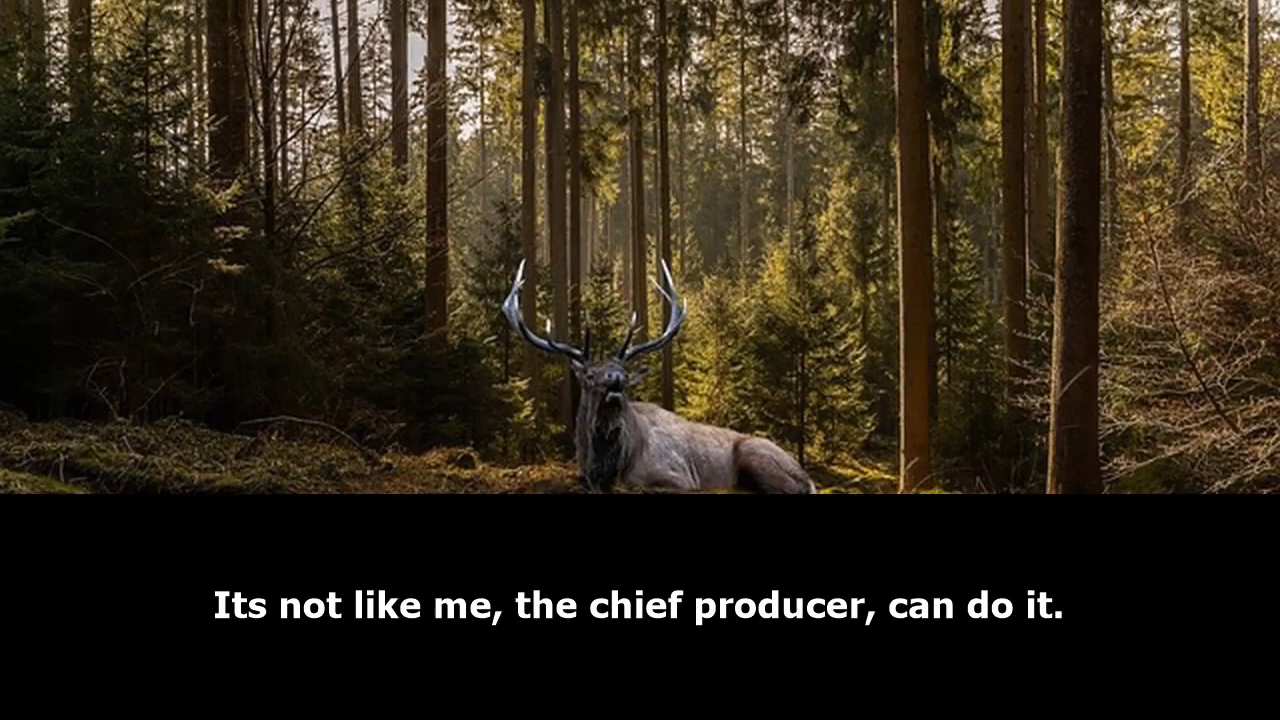 Its not like me, the chief producer, can do it.